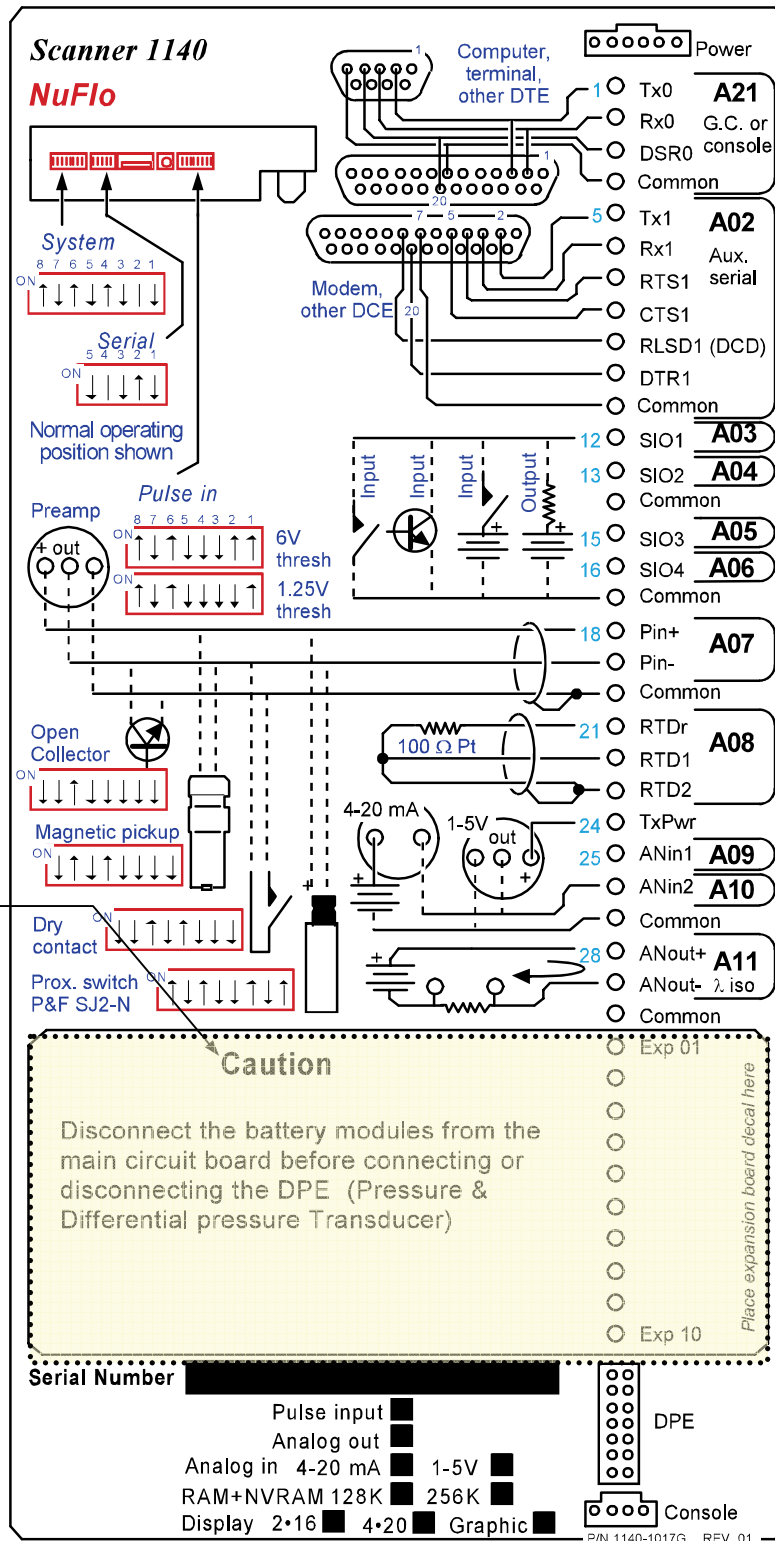 Scanner 1140
NuFlo
Power
1
Computer,
terminal,
other DTE
1 Tx0
Rx0
DSR0
Common
A21
G.C. or
console
1
20
7 5 2
Modem,
other DCE
20
5 Tx1
Rx1
RTS1
CTS1
RLSD1 (DCD)
DTR1
Common
A02
Aux.
serial
System
8 7 6 5 4 3 2 1
ON
Serial
5 4 3 2 1
ON
Normal operating
position shown
Pulse in
8 7 6 5 4 3 2 1
ON
6V
thresh
ON
1.25V
thresh
Preamp
+ out
Input
Input
Input
Output
+
+
12 SIO1 A03
13 SIO2 A04
Common
15 SIO3 A05
16 SIO4 A06
Common
18 Pin+
Pin-
Common
A07
21 RTDr
RTD1
RTD2
A08
100 Ω Pt
Open
Collector
ON
Magnetic pickup
ON
Dry
contact
ON
Prox. switch
P&F SJ2-N
ON
+
4-20 mA
+
1-5V
out
+
24 TxPwr
25 ANin1 A09
ANin2 A10
Common
28 ANout+
ANout-
A11
λ iso
Common
+
Exp 01
Caution
Disconnect the battery modules from the
main circuit board before connecting or
disconnecting the DPE (Pressure &
Differential pressure Transducer)
Place expansion board decal here
Exp 10
Serial Number
Pulse input
Analog out
Analog in 4-20 mA 1-5V
RAM+NVRAM 128K 256K
Display 2•16 4•20 Graphic
DPE
Console
P/N 1140-1017G REV. 01